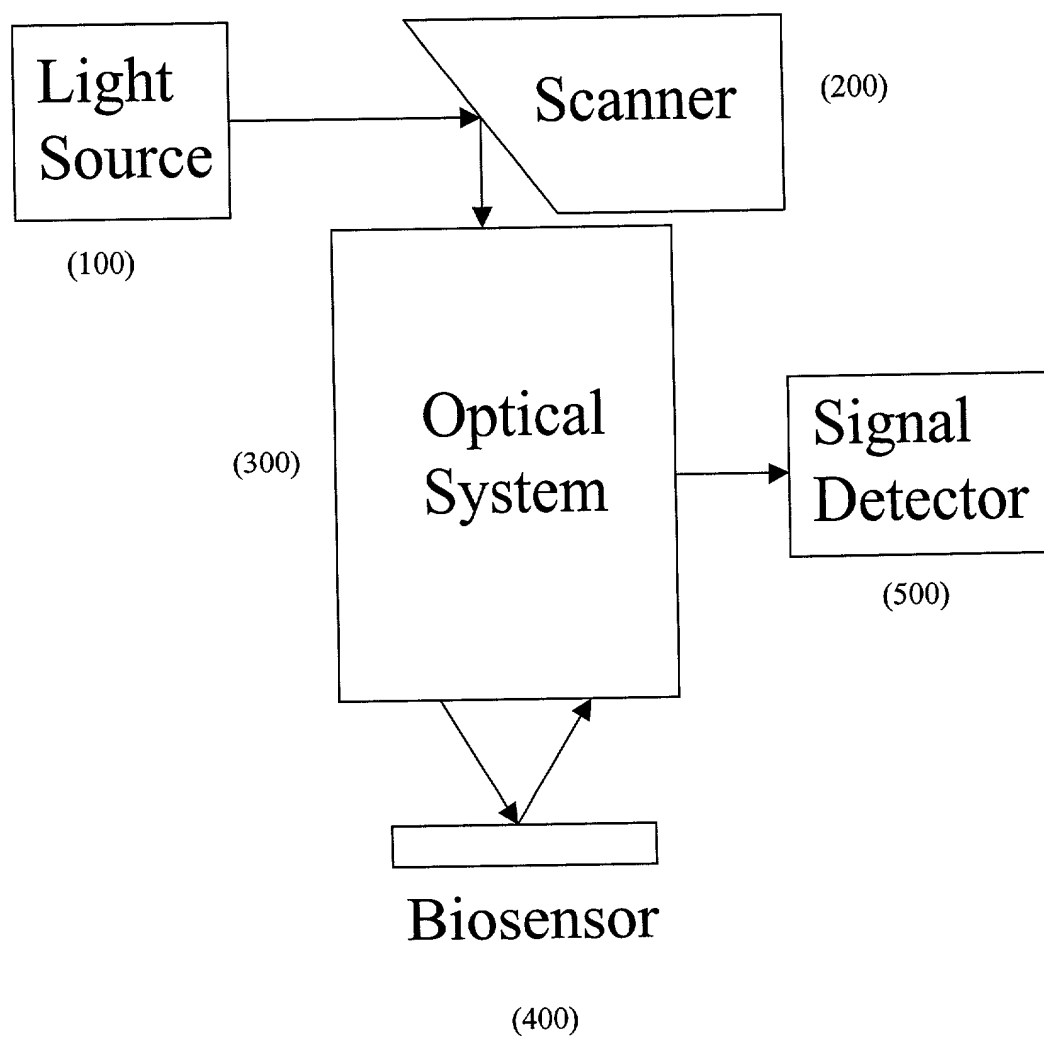 Light
Source
(100)
Scanner
(200)
Optical
System
(300)
Signal
Detector
(500)
Biosensor
(400)